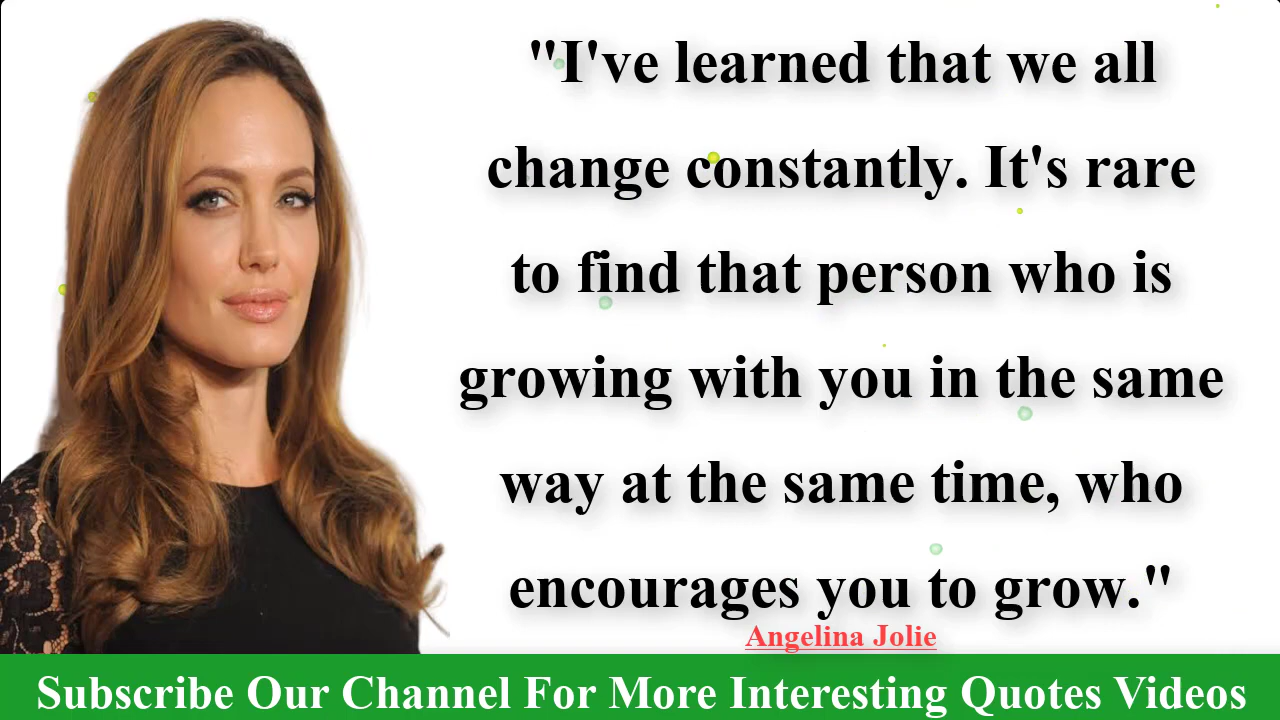 "I've learned that we all
change constantly. It's rare
to find that person who is
growing with you in the same
way at the same time, who
encourages you to grow."
Angelina Jolie
Subscribe Our Channel For More Interesting Quotes Videos